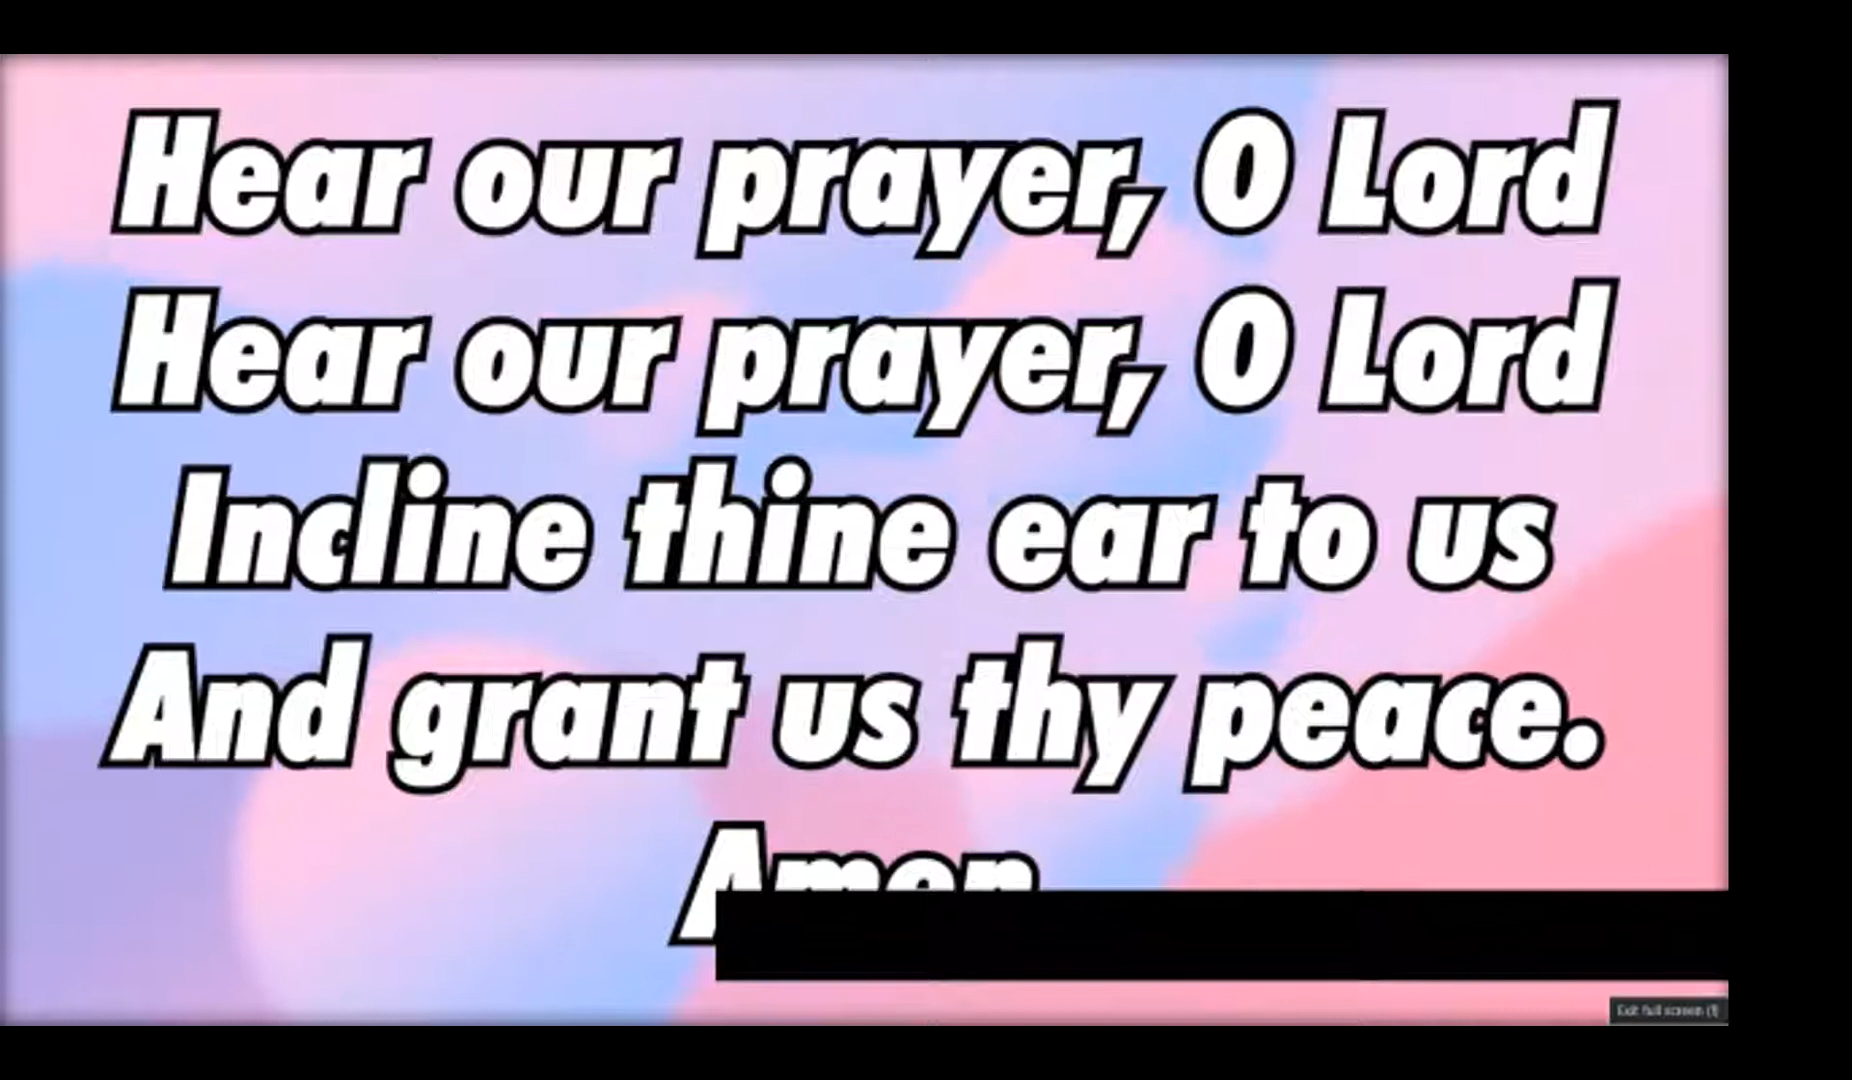 Hear our prayer, O Lord
Hear our prayer, O Lord
Incline thine ear to us
And grant us thy peace.
Amen
Exit full screen (f)